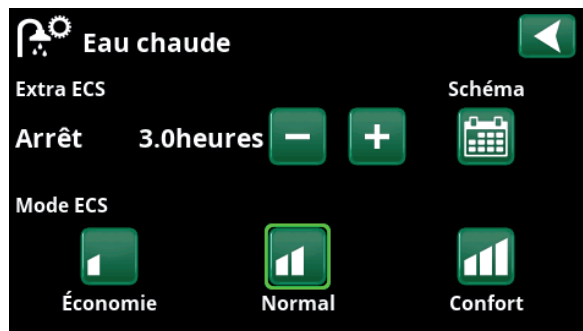 Eau chaude
Extra ECS
Schéma
Arrêt 3.0heures
Mode ECS
Économie Normal Confort